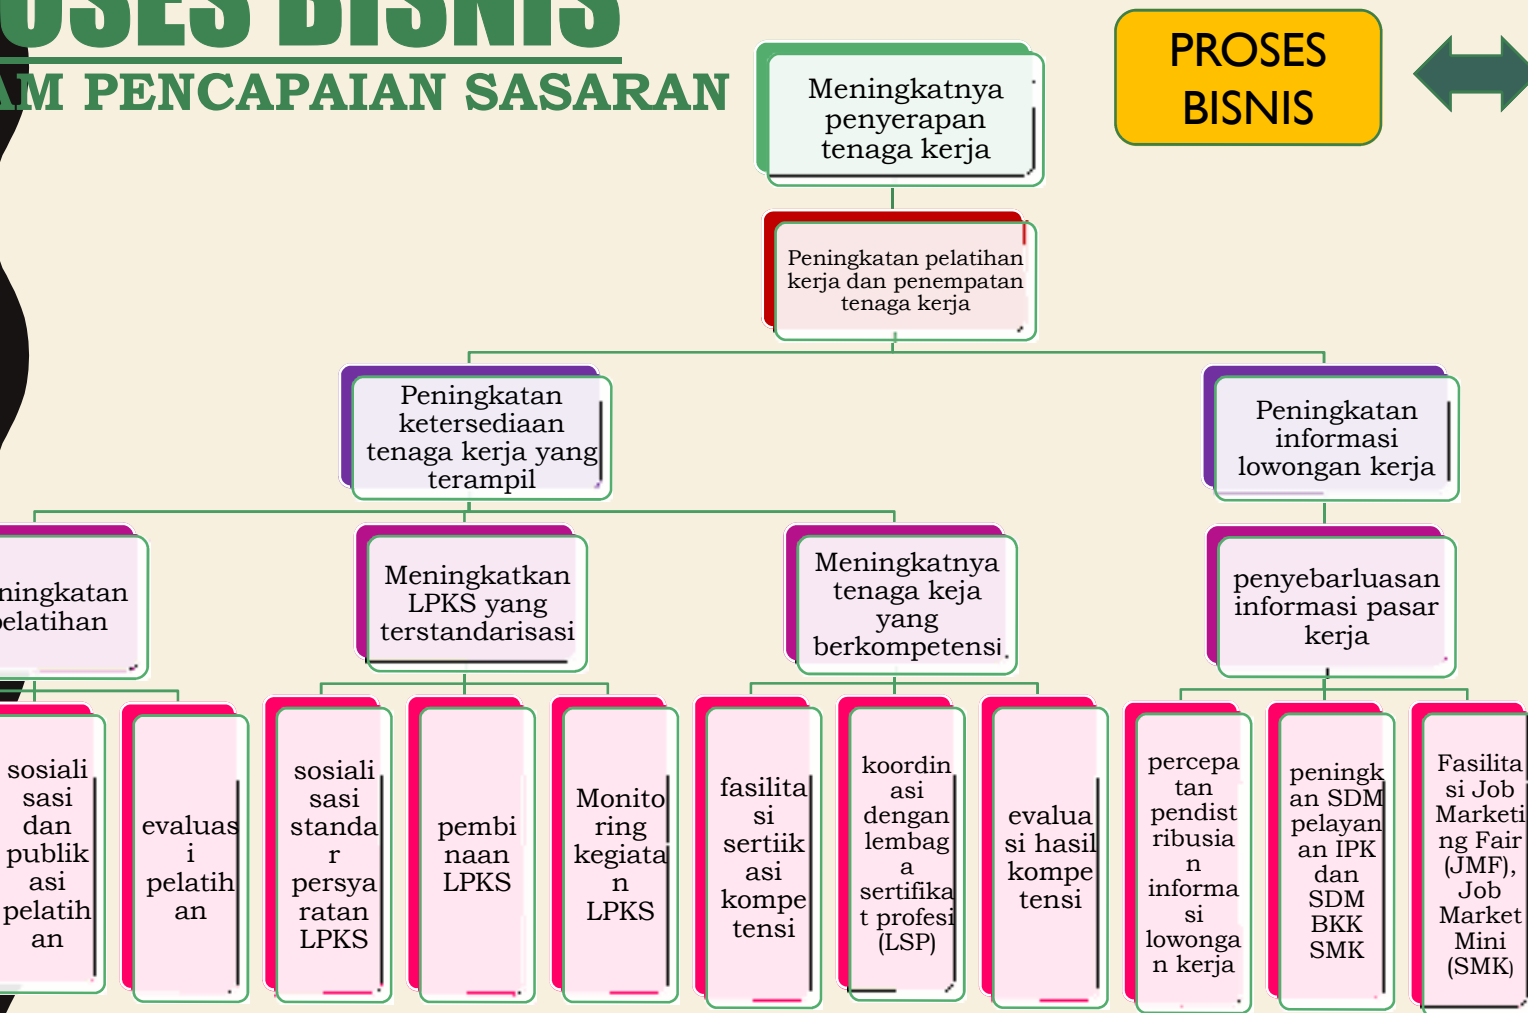 OSES BISNIS
AM PENCAPAIAN SASARAN
PROSES
BISNIS
Meningkatnya
penyerapan
tenaga kerja
Peningkatan pelatihan
kerja dan penempatan
tenaga kerja
Peningkatan
ketersediaan
tenaga kerja yang
terampil
Peningkatan
informasi
lowongan kerja
ningkatan
pelatihan
Meningkatkan
LPKS yang
terstandarisasi
Meningkatnya
tenaga keja
yang
berkompetensi
penyebarluasan
informasi pasar
kerja
sosiali
sasi
dan
publik
asi
pelatih
an
evaluas
i
pelatih
an
sosiali
sasi
standa
r
persya
ratan
LPKS
pembi
naan
LPKS
Monito
ring
kegiata
n
LPKS
fasilita
si
sertiik
asi
kompe
tensi
koordin
asi
dengan
lembag
a
sertifika
t profesi
(LSP)
evalua
si hasil
kompe
tensi
percepa
tan
pendist
ribusia
n
informa
si
lowonga
n kerja
peningk
an SDM
pelayan
an IPK
dan
SDM
BKK
SMK
Fasilita
si Job
Marketi
ng Fair
(JMF),
Job
Market
Mini
(SMK)